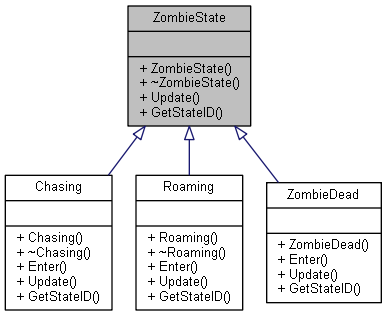 ZombieState
+ ZombieState()
+ ~ZombieState()
+ Update()
+ GetStateID()
Chasing
+ Chasing()
+ ~Chasing()
+ Enter()
+ Update()
+ GetStateID()
Roaming
+ Roaming()
+ ~Roaming()
+ Enter()
+ Update()
+ GetStateID()
ZombieDead
+ ZombieDead()
+ Enter()
+ Update()
+ GetStateID()